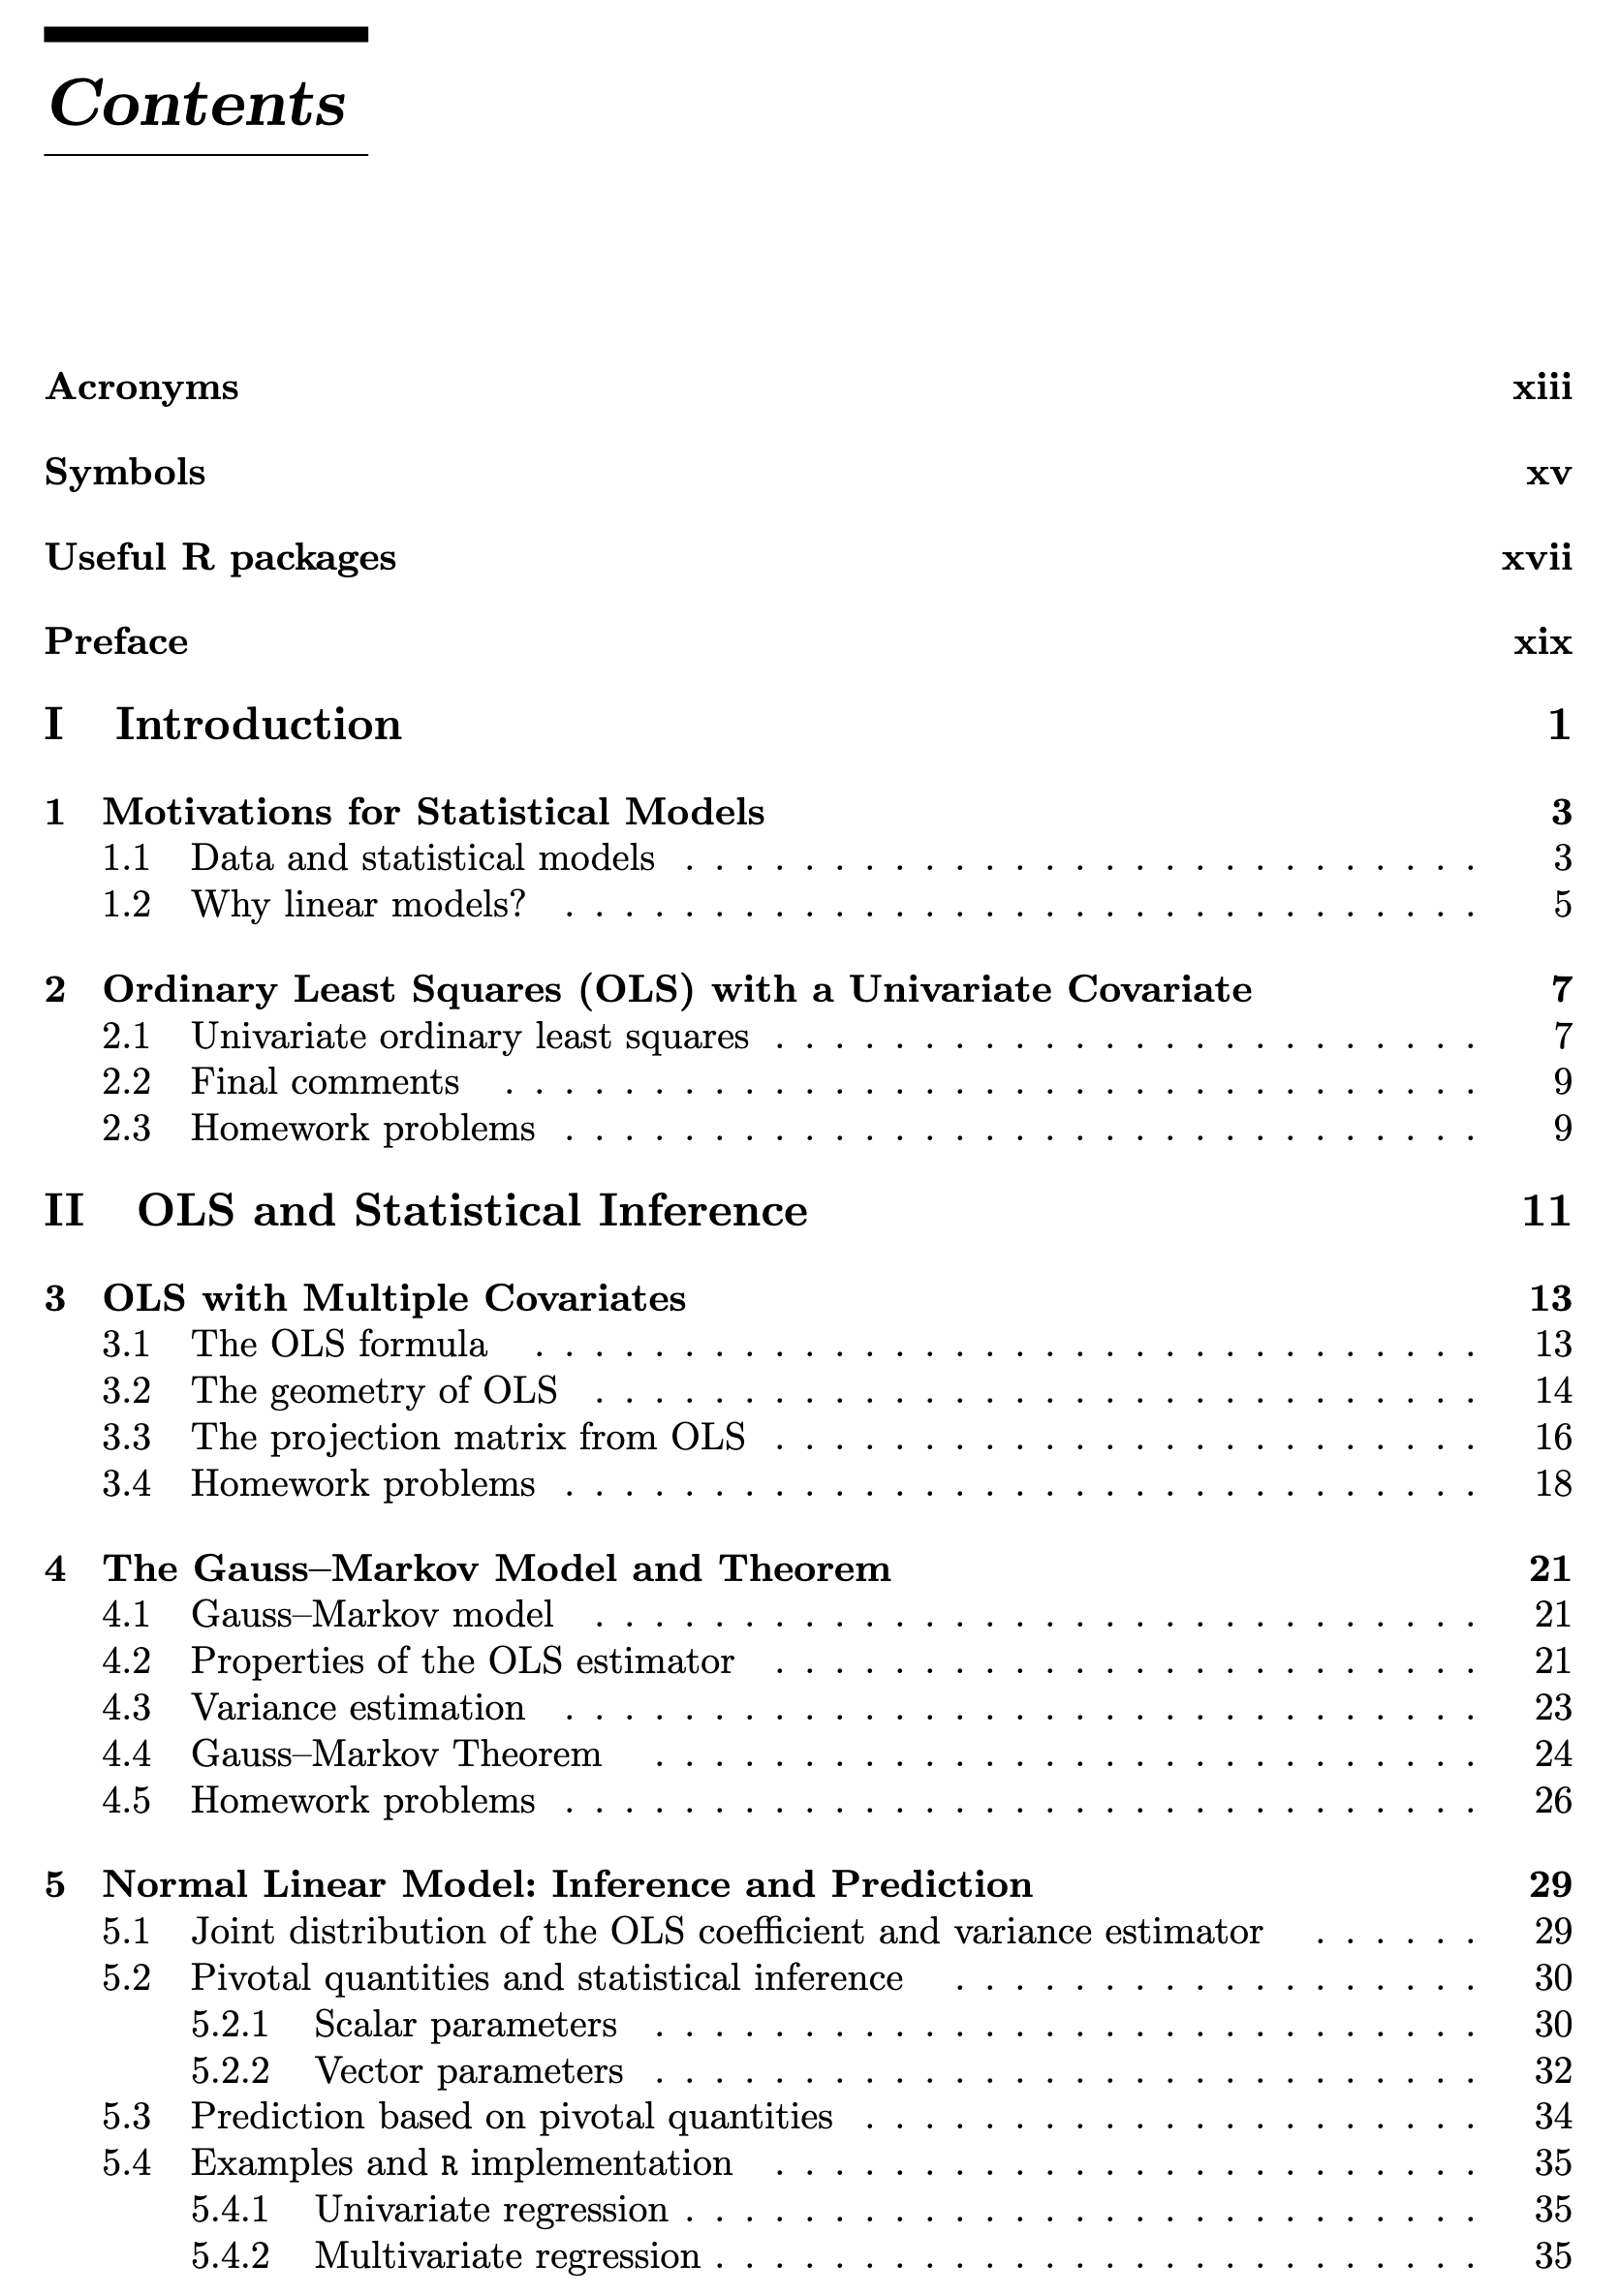 Contents
Acronyms xiii
Symbols xv
Useful R packages xvii
Preface xix
I Introduction 1
1 Motivations for Statistical Models 3
1.1 Data and statistical models . . . . . . . . . . . . . . . . . . . . . . . . . . . 3
1.2 Why linear models? . . . . . . . . . . . . . . . . . . . . . . . . . . . . . . . 5
2 Ordinary Least Squares (OLS) with a Univariate Covariate 7
2.1 Univariate ordinary least squares . . . . . . . . . . . . . . . . . . . . . . . . 7
2.2 Final comments . . . . . . . . . . . . . . . . . . . . . . . . . . . . . . . . . 9
2.3 Homework problems . . . . . . . . . . . . . . . . . . . . . . . . . . . . . . . 9
II OLS and Statistical Inference 11
3 OLS with Multiple Covariates 13
3.1 The OLS formula . . . . . . . . . . . . . . . . . . . . . . . . . . . . . . . . 13
3.2 The geometry of OLS . . . . . . . . . . . . . . . . . . . . . . . . . . . . . . 14
3.3 The projection matrix from OLS . . . . . . . . . . . . . . . . . . . . . . . . 16
3.4 Homework problems . . . . . . . . . . . . . . . . . . . . . . . . . . . . . . . 18
4 The Gauss–Markov Model and Theorem 21
4.1 Gauss–Markov model . . . . . . . . . . . . . . . . . . . . . . . . . . . . . . 21
4.2 Properties of the OLS estimator . . . . . . . . . . . . . . . . . . . . . . . . 21
4.3 Variance estimation . . . . . . . . . . . . . . . . . . . . . . . . . . . . . . . 23
4.4 Gauss–Markov Theorem . . . . . . . . . . . . . . . . . . . . . . . . . . . . 24
4.5 Homework problems . . . . . . . . . . . . . . . . . . . . . . . . . . . . . . . 26
5 Normal Linear Model: Inference and Prediction 29
5.1 Joint distribution of the OLS coefficient and variance estimator . . . . . . 29
5.2 Pivotal quantities and statistical inference . . . . . . . . . . . . . . . . . . 30
5.2.1 Scalar parameters . . . . . . . . . . . . . . . . . . . . . . . . . . . . 30
5.2.2 Vector parameters . . . . . . . . . . . . . . . . . . . . . . . . . . . . 32
5.3 Prediction based on pivotal quantities . . . . . . . . . . . . . . . . . . . . . 34
5.4 Examples and R implementation . . . . . . . . . . . . . . . . . . . . . . . . 35
5.4.1 Univariate regression . . . . . . . . . . . . . . . . . . . . . . . . . . . 35
5.4.2 Multivariate regression . . . . . . . . . . . . . . . . . . . . . . . . . . 35